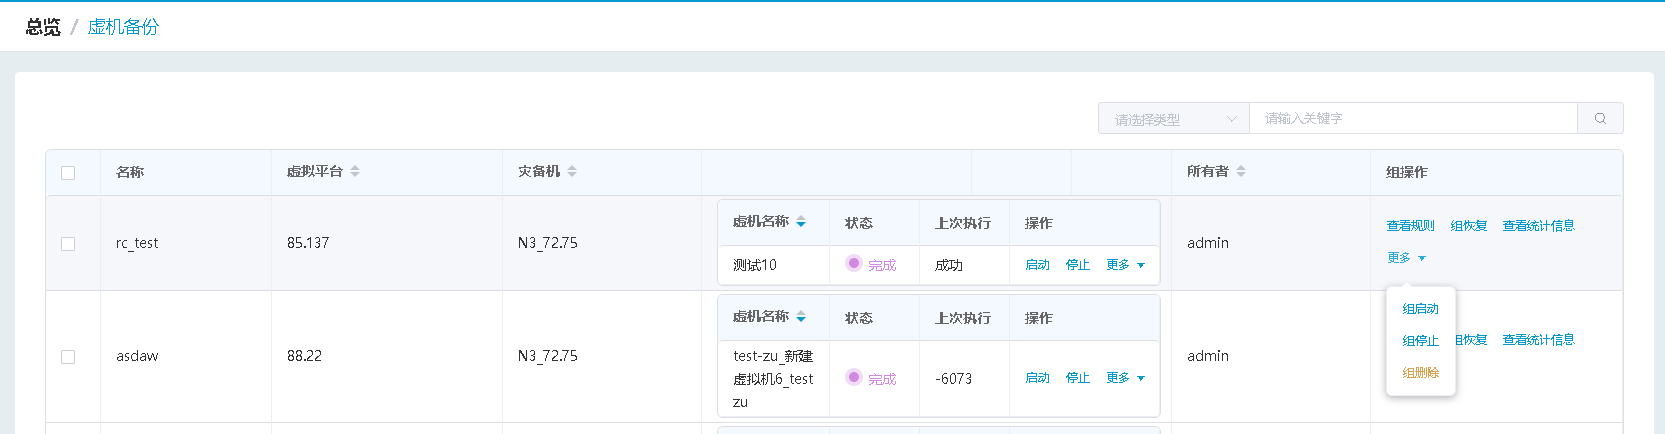 总览 / 虚机备份
请选择类型 请输入关键字
名称 虚拟平台 灾备机 所有者 组操作
虚机名称 状态 上次执行 操作
rc_test 85.137 N3_72.75 测试10 完成 成功 启动 停止 更多 admin 查看规则 组恢复 查看统计信息
更多
组启动
组停止
组删除
虚机名称 状态 上次执行 操作
asdaw 88.22 N3_72.75 test-zu_新建 -6073 完成 启动 停止 更多 admin 组恢复 查看统计信息
虚拟机6_test
zu